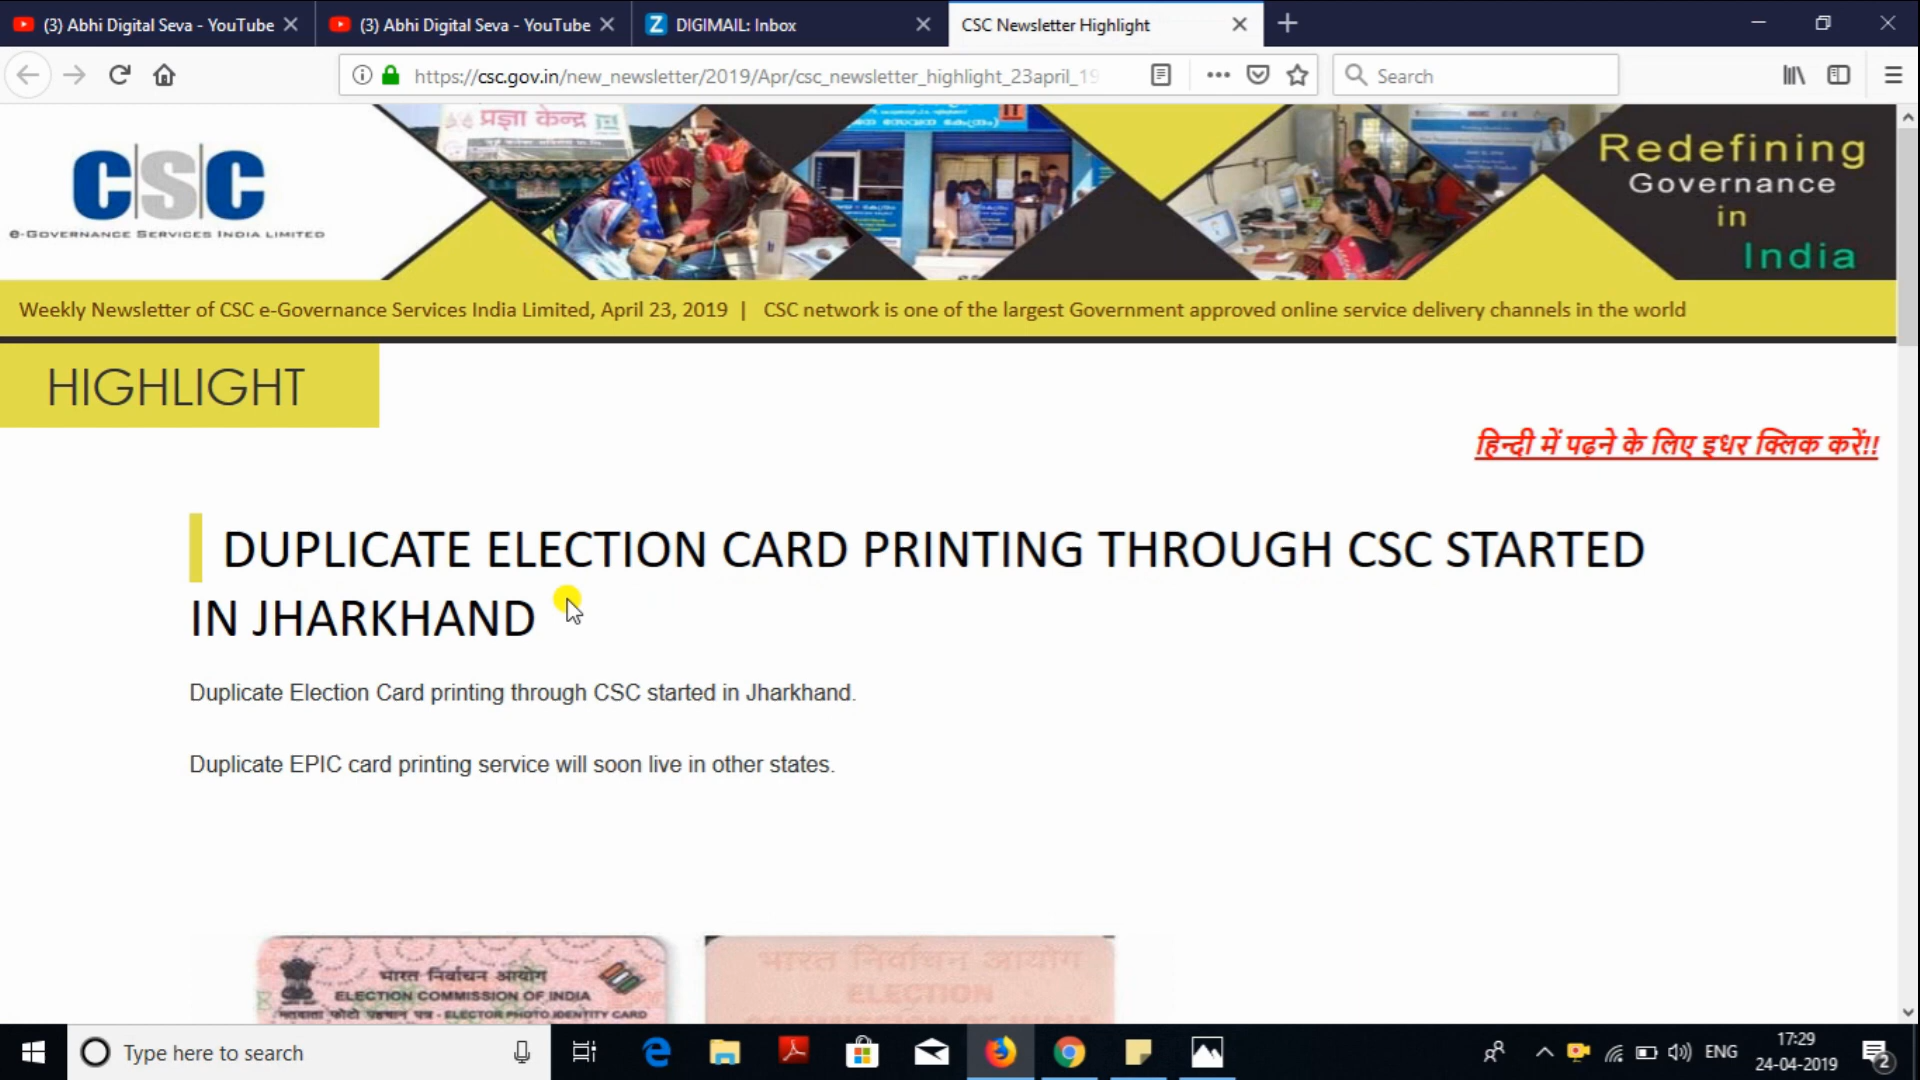 (3) Abhi Digital Seva - YouTube
(3) Abhi Digital Seva - YouTube
DIGIMAIL: Inbox
CSC Newsletter Highlight
https://csc.gov.in/new_newsletter/2019/Apr/csc_newsletter_highlight_23april_19
Search
प्रज्ञा केन्द्र
CSC
e-Governance Services India Limited
Redefining
Governance
in
India
Weekly Newsletter of CSC e-Governance Services India Limited, April 23, 2019 | CSC network is one of the largest Government approved online service delivery channels in the world
HIGHLIGHT
हिन्दी में पढ़ने के लिए इधर क्लिक करें!!
DUPLICATE ELECTION CARD PRINTING THROUGH CSC STARTED
IN JHARKHAND
Duplicate Election Card printing through CSC started in Jharkhand.
Duplicate EPIC card printing service will soon live in other states.
भारत निर्वाचन आयोग
ELECTION COMMISSION OF INDIA
भारत निर्वाचन आयोग
ELECTION
ELECTOR PHOTO IDENTITY CARD
Type here to search
ENG
17:29
24-04-2019
2